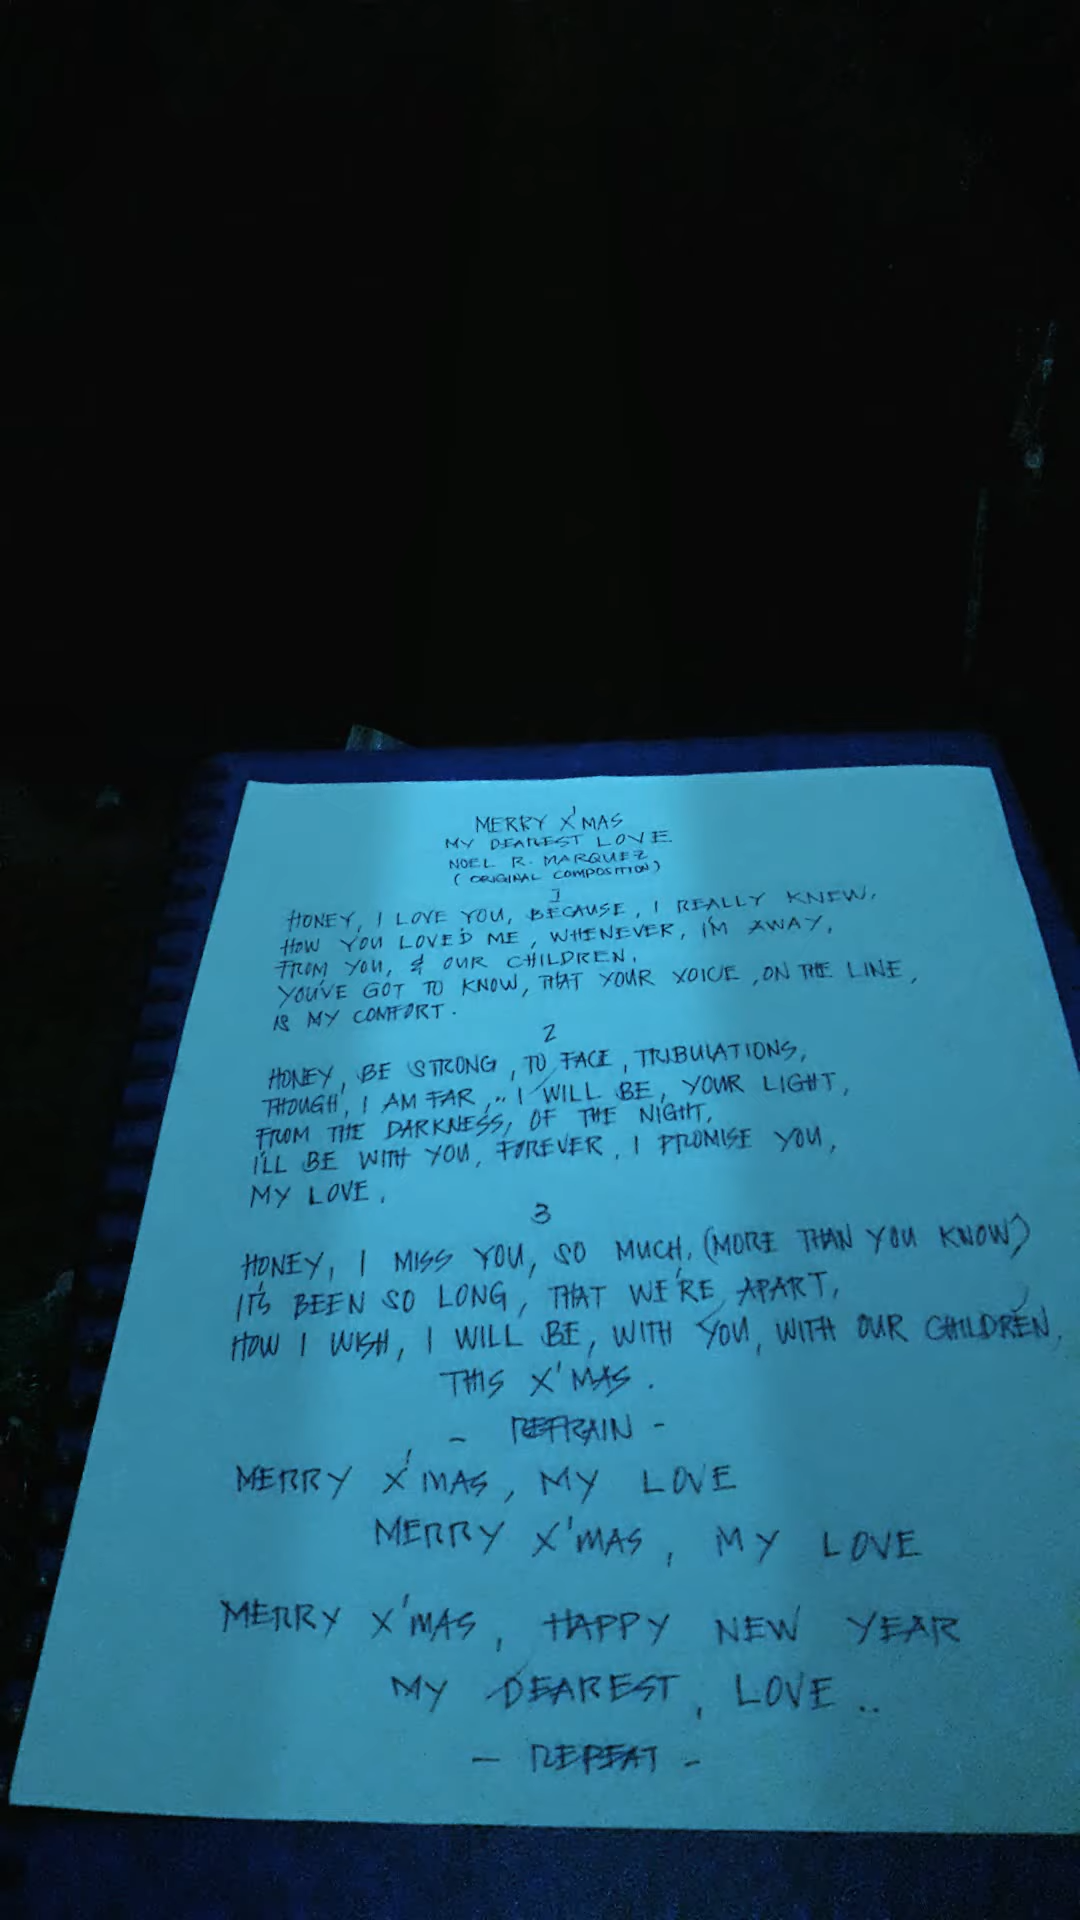 MERRY X'MAS
MY DEAREST LOVE
NOEL R. MARQUEZ
(ORIGINAL COMPOSITION)
1
HONEY, I LOVE YOU, BECAUSE, I REALLY KNEW,
HOW YOU LOVED ME, WHENEVER, I'M AWAY,
FROM YOU, & OUR CHILDREN,
YOU'VE GOT TO KNOW, THAT YOUR VOICE, ON THE LINE,
IS MY COMFORT.
2
HONEY, BE STRONG, TO FACE, TRIBULATIONS,
THOUGH, I AM FAR,.. I WILL BE, YOUR LIGHT,
FROM THE DARKNESS, OF THE NIGHT,
I'LL BE WITH YOU, FOREVER, I PROMISE YOU,
MY LOVE,
3
HONEY, I MISS YOU, SO MUCH, (MORE THAN YOU KNOW)
IT'S BEEN SO LONG, THAT WE'RE APART,
HOW I WISH, I WILL BE, WITH YOU, WITH OUR CHILDREN,
THIS X'MAS.
- REFRAIN -
MERRY X'MAS, MY LOVE
MERRY X'MAS, MY LOVE
MERRY X'MAS, HAPPY NEW YEAR
MY DEAREST, LOVE..
- REPEAT -